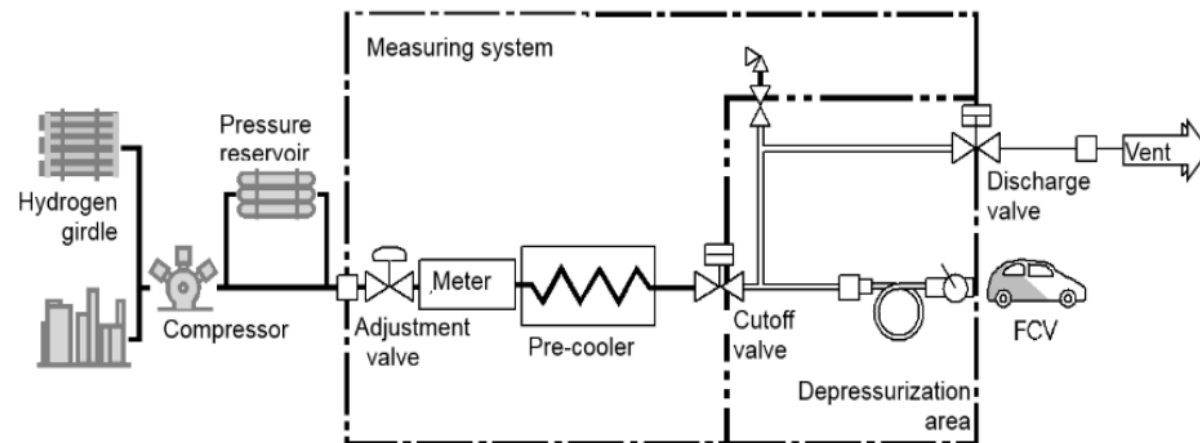 Measuring system
Pressure
reservoir
Hydrogen
girdle
Compressor
Adjustment
valve
Meter
Pre-cooler
Cutoff
valve
Discharge
valve
Vent
FCV
Depressurization
area